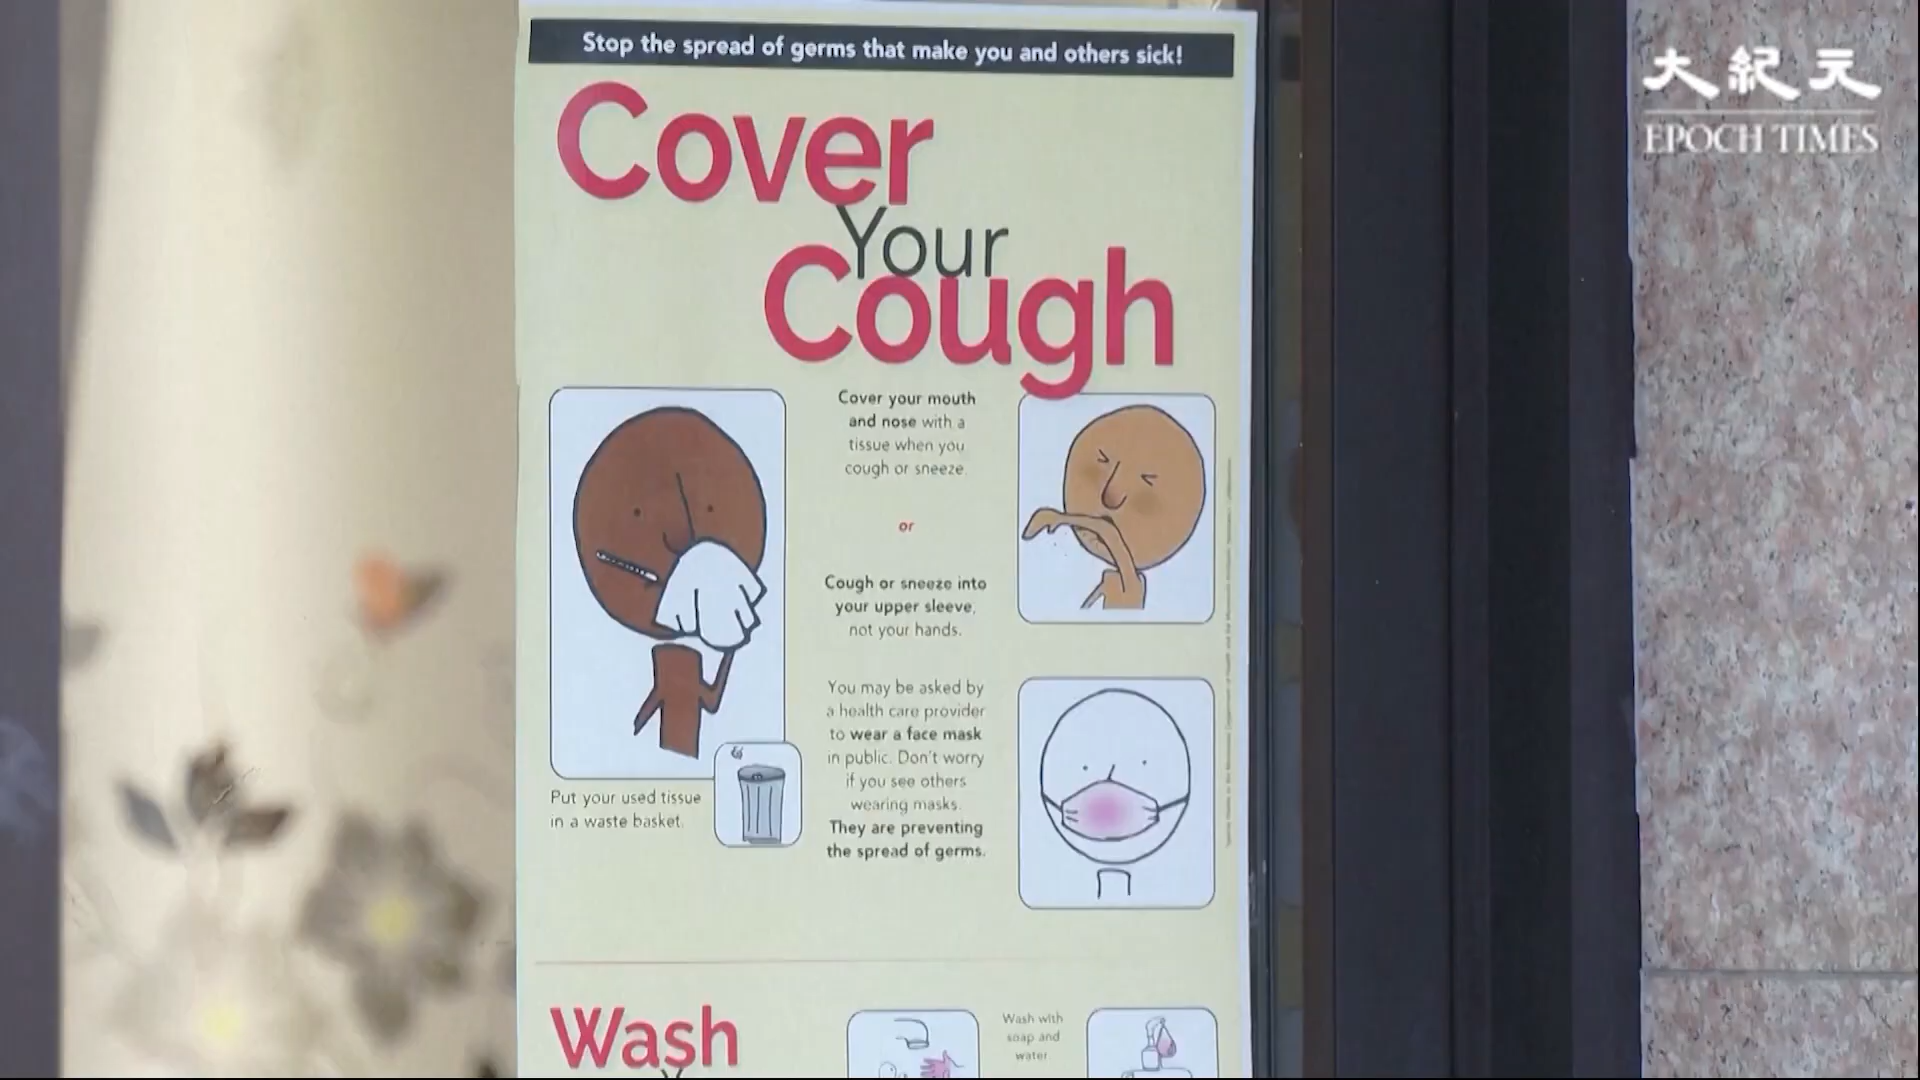 Stop the spread of germs that make you and others sick!
Cover
Your
Cough
Cover your mouth
and nose with a
tissue when you
cough or sneeze.
or
Cough or sneeze into
your upper sleeve,
not your hands.
You may be asked by
a health care provider
to wear a face mask
in public. Don't worry
if you see others
wearing masks.
They are preventing
the spread of germs.
Put your used tissue
in a waste basket.
Wash
Wash with
soap and
water
大紀元
EPOCH TIMES